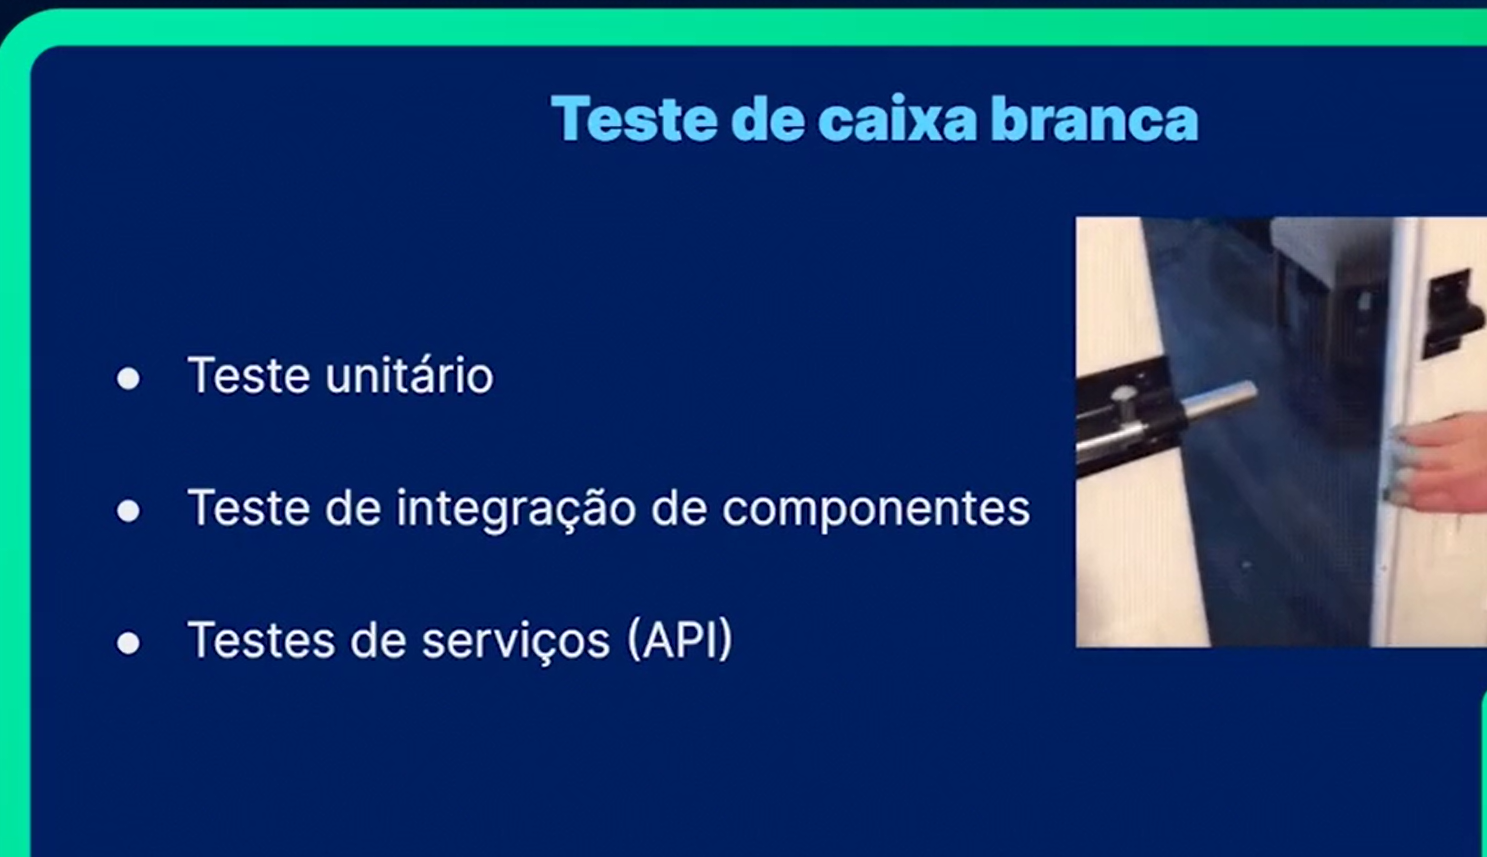 Teste de caixa branca
Teste unitário
Teste de integração de componentes
Testes de serviços (API)